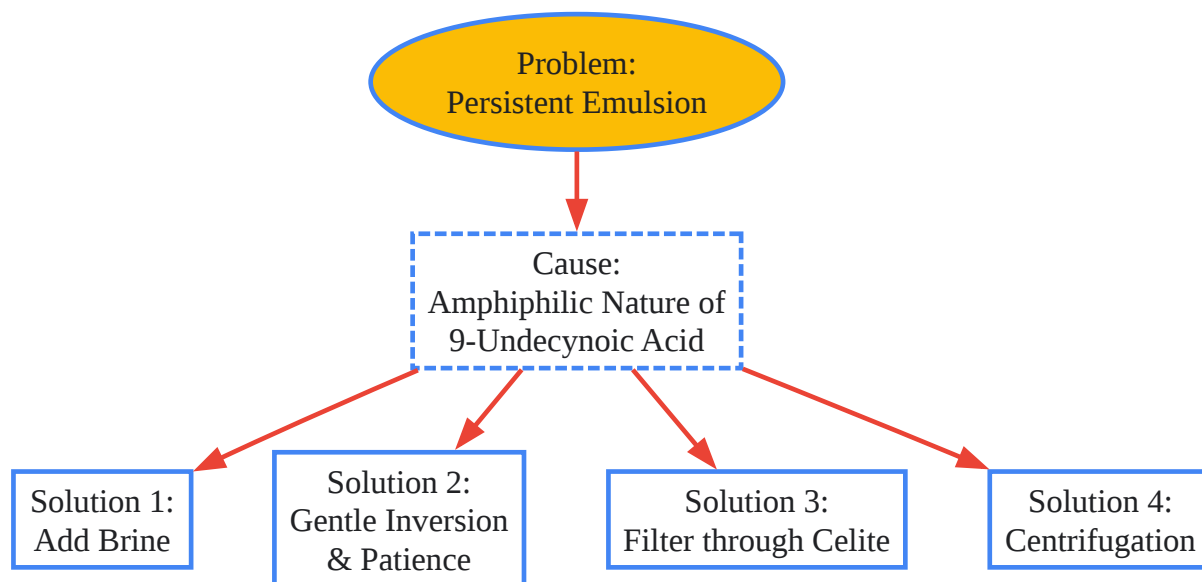 Problem:
Persistent Emulsion
Cause:
Amphiphilic Nature of
9-Undecynoic Acid
Solution 1:
Add Brine
Solution 2:
Gentle Inversion
& Patience
Solution 3:
Filter through Celite
Solution 4:
Centrifugation